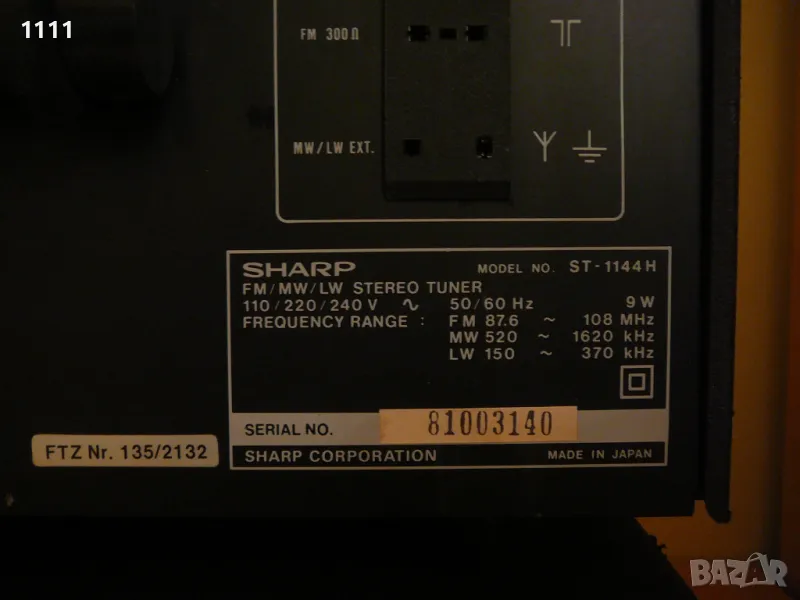 1111
FM 300Ω
MW/LW EXT.
SHARP MODEL NO. ST-1144H
FM/MW/LW STEREO TUNER
110/220/240 V ∿ 50/60 Hz 9 W
FREQUENCY RANGE : FM 87.6 ~ 108 MHz
MW 520 ~ 1620 kHz
LW 150 ~ 370 kHz
SERIAL NO. 81003140
FTZ Nr. 135/2132
SHARP CORPORATION MADE IN JAPAN
BAZAR